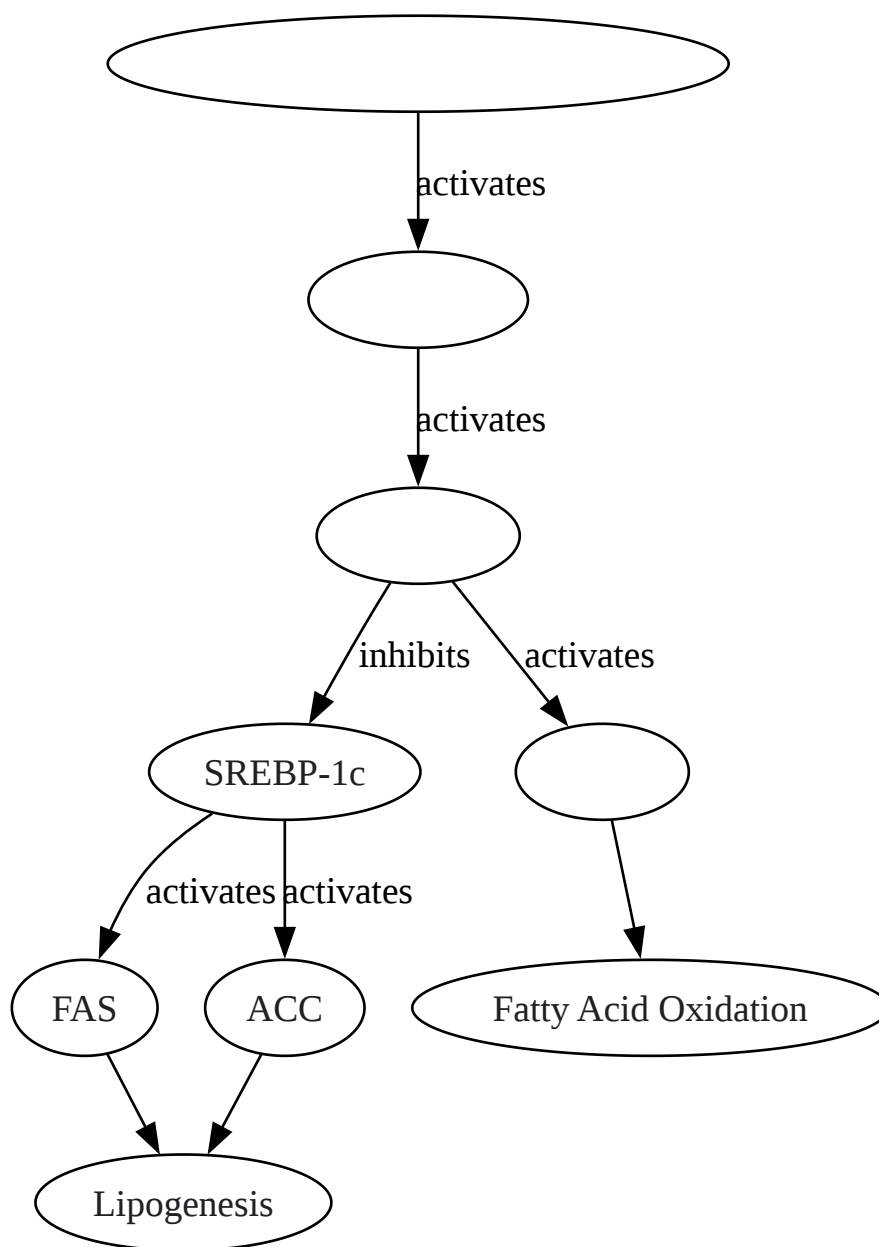 activates
activates
inhibits
activates
SREBP-1c
activates
activates
FAS
ACC
Fatty Acid Oxidation
Lipogenesis